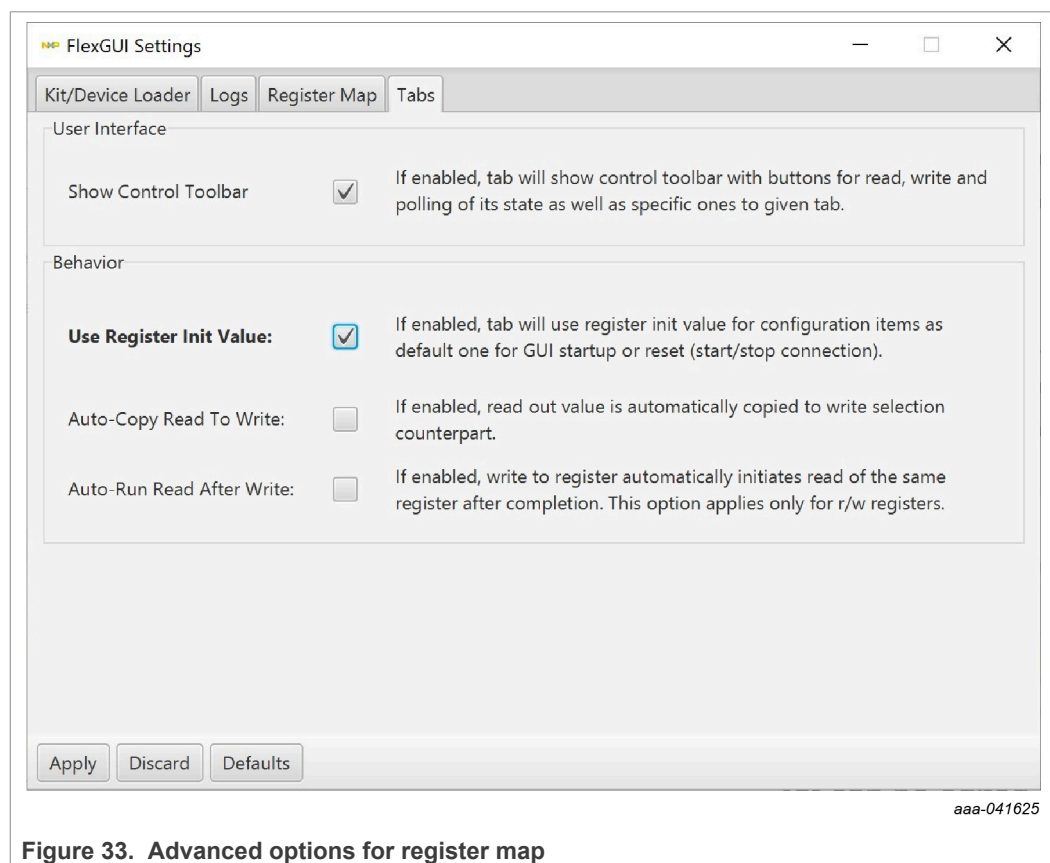 NXP FlexGUI Settings
Kit/Device Loader Logs Register Map Tabs
User Interface
Show Control Toolbar
If enabled, tab will show control toolbar with buttons for read, write and
polling of its state as well as specific ones to given tab.
Behavior
Use Register Init Value:
If enabled, tab will use register init value for configuration items as
default one for GUI startup or reset (start/stop connection).
Auto-Copy Read To Write:
If enabled, read out value is automatically copied to write selection
counterpart.
Auto-Run Read After Write:
If enabled, write to register automatically initiates read of the same
register after completion. This option applies only for r/w registers.
Apply Discard Defaults
aaa-041625
Figure 33. Advanced options for register map